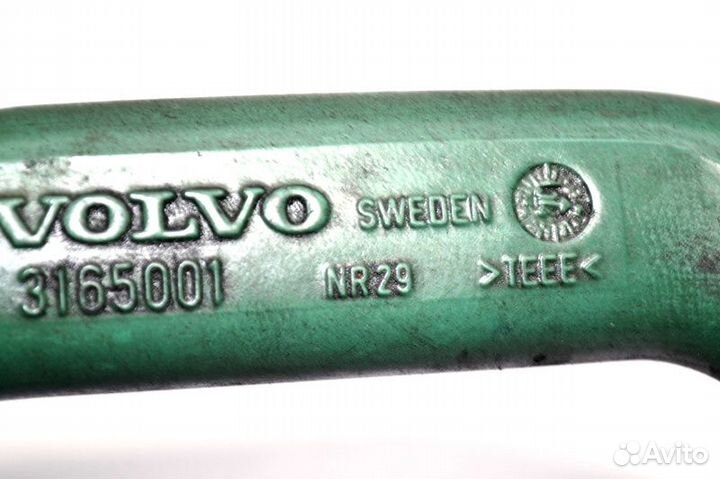 VOLVO SWEDEN
3165001 NR29 >TEEE<
Avito